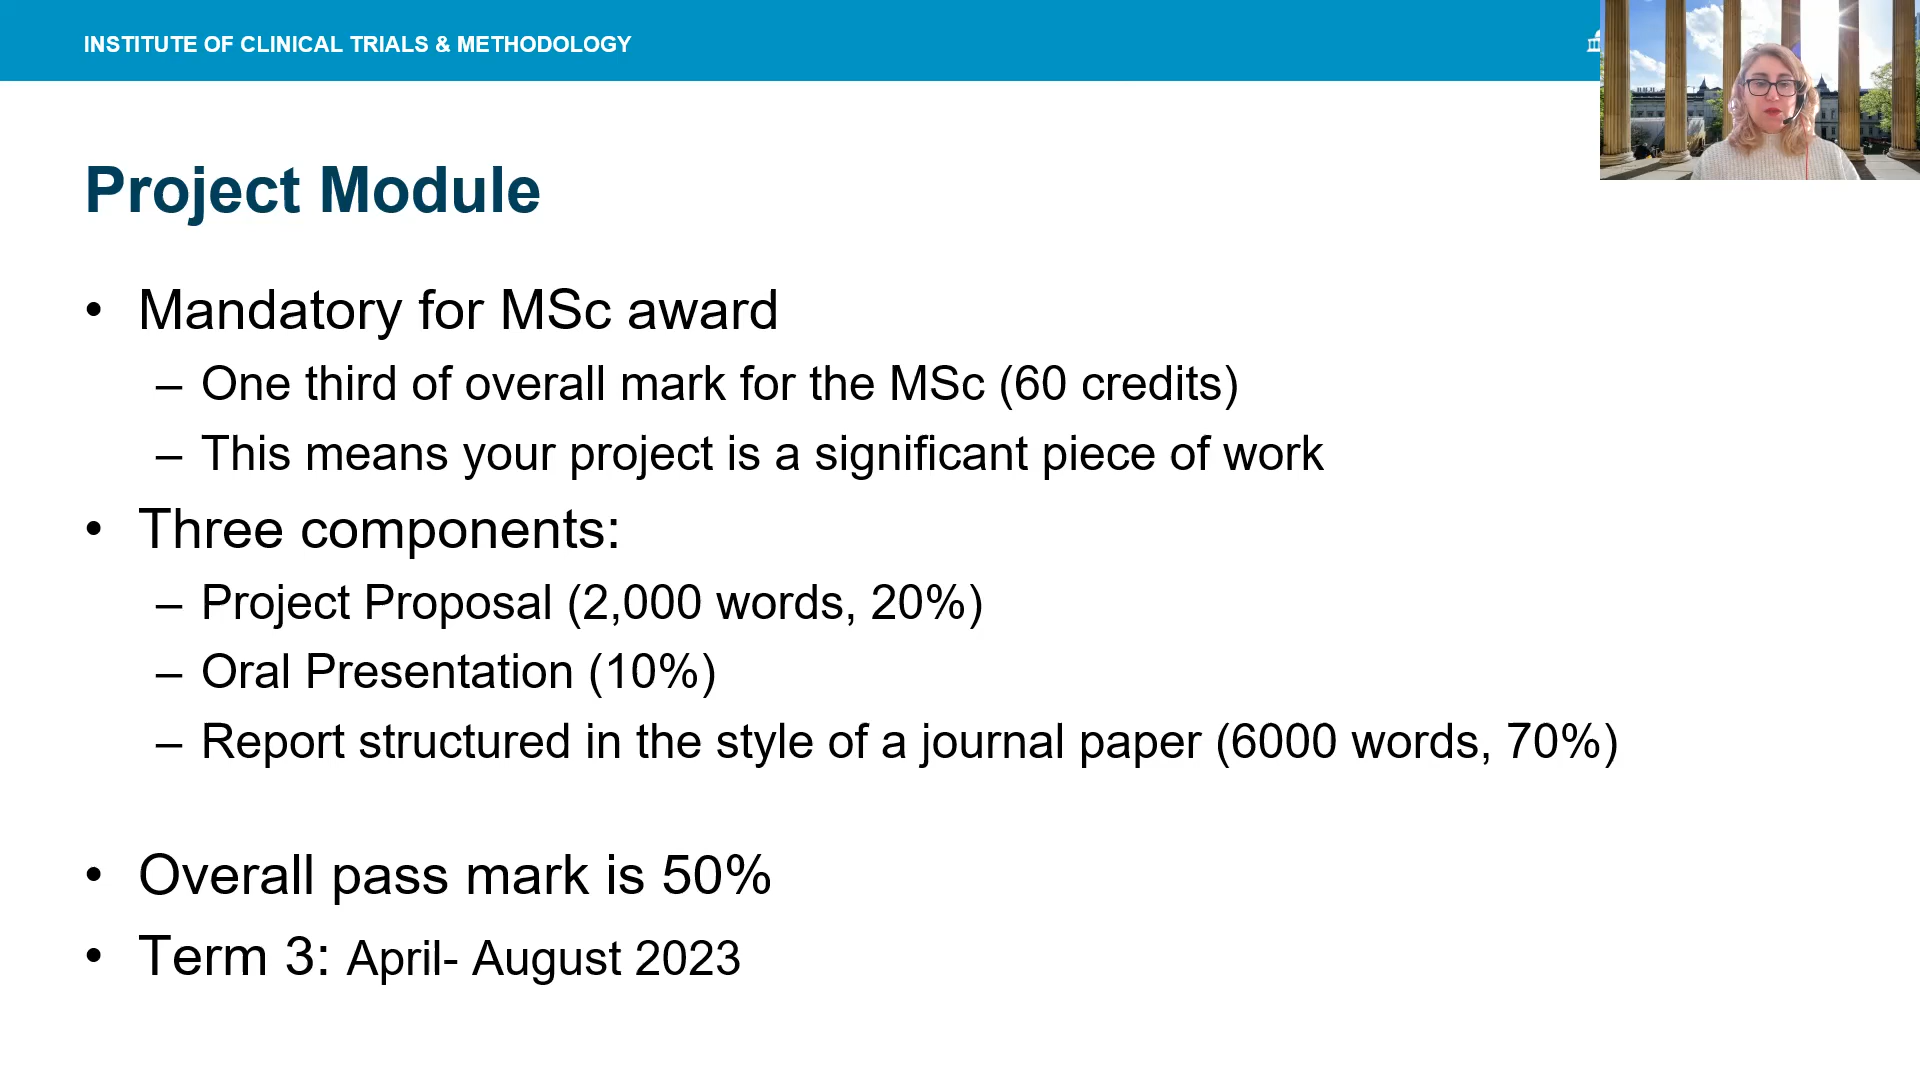 INSTITUTE OF CLINICAL TRIALS & METHODOLOGY
Project Module
• Mandatory for MSc award
– One third of overall mark for the MSc (60 credits)
– This means your project is a significant piece of work
• Three components:
– Project Proposal (2,000 words, 20%)
– Oral Presentation (10%)
– Report structured in the style of a journal paper (6000 words, 70%)
• Overall pass mark is 50%
• Term 3: April- August 2023